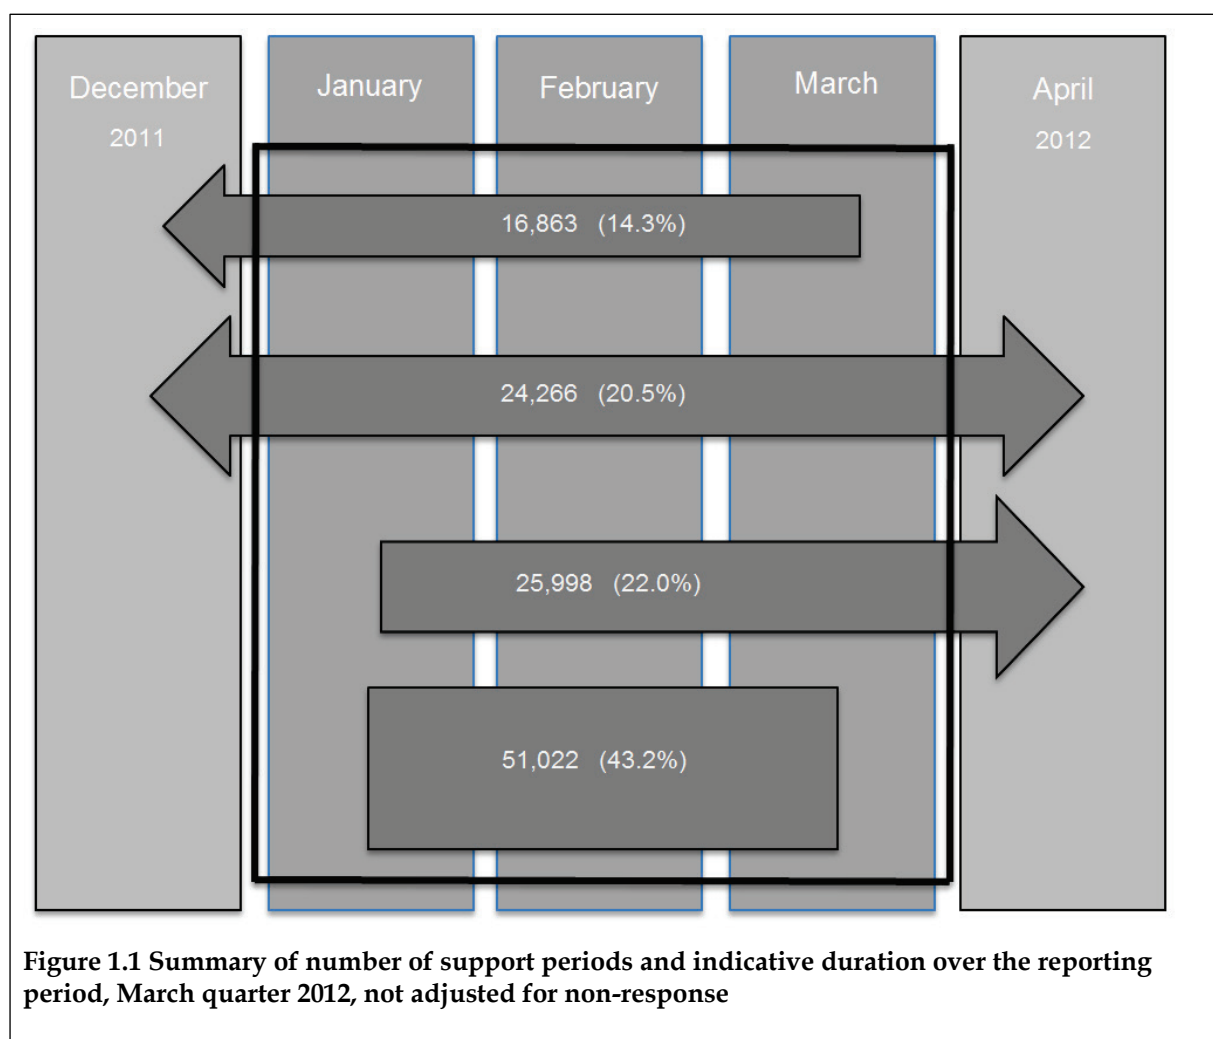 December
2011
January
February
March
April
2012
16,863 (14.3%)
24,266 (20.5%)
25,998 (22.0%)
51,022 (43.2%)
Figure 1.1 Summary of number of support periods and indicative duration over the reporting
period, March quarter 2012, not adjusted for non-response